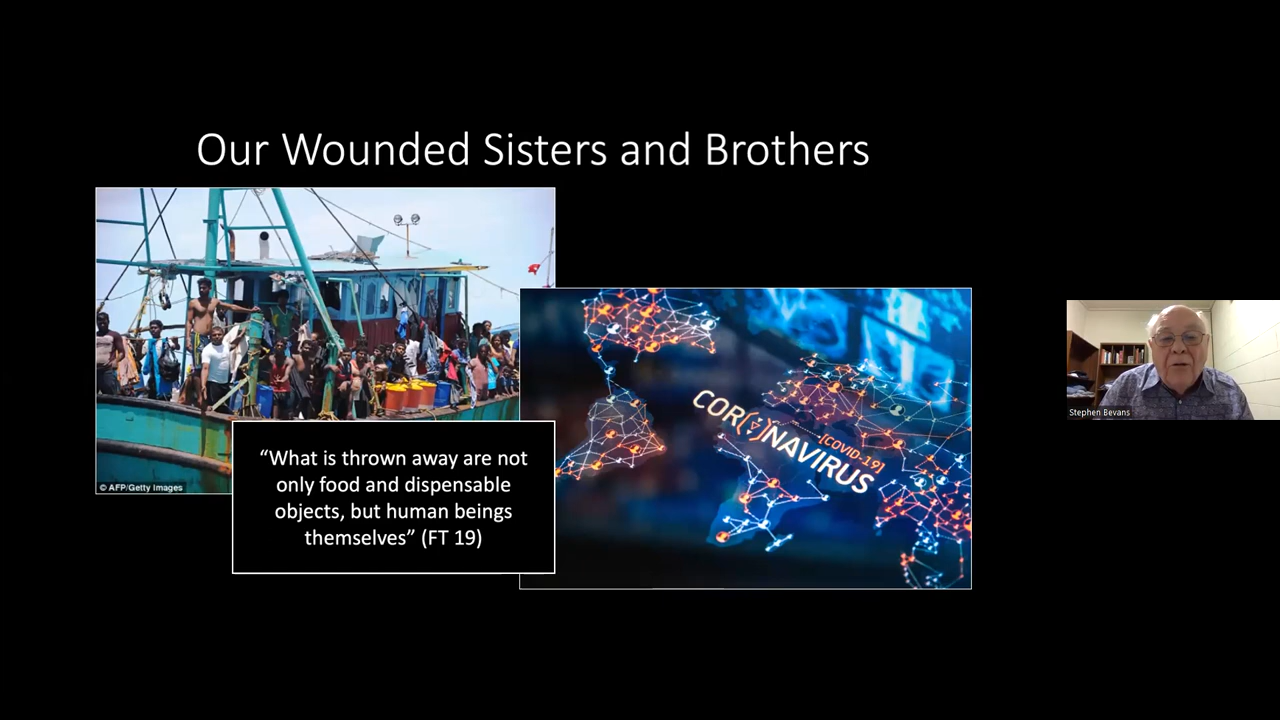 Our Wounded Sisters and Brothers
© AFP/Getty Images
“What is thrown away are not
only food and dispensable
objects, but human beings
themselves” (FT 19)
CORONAVIRUS
[COVID-19]
Stephen Bevans